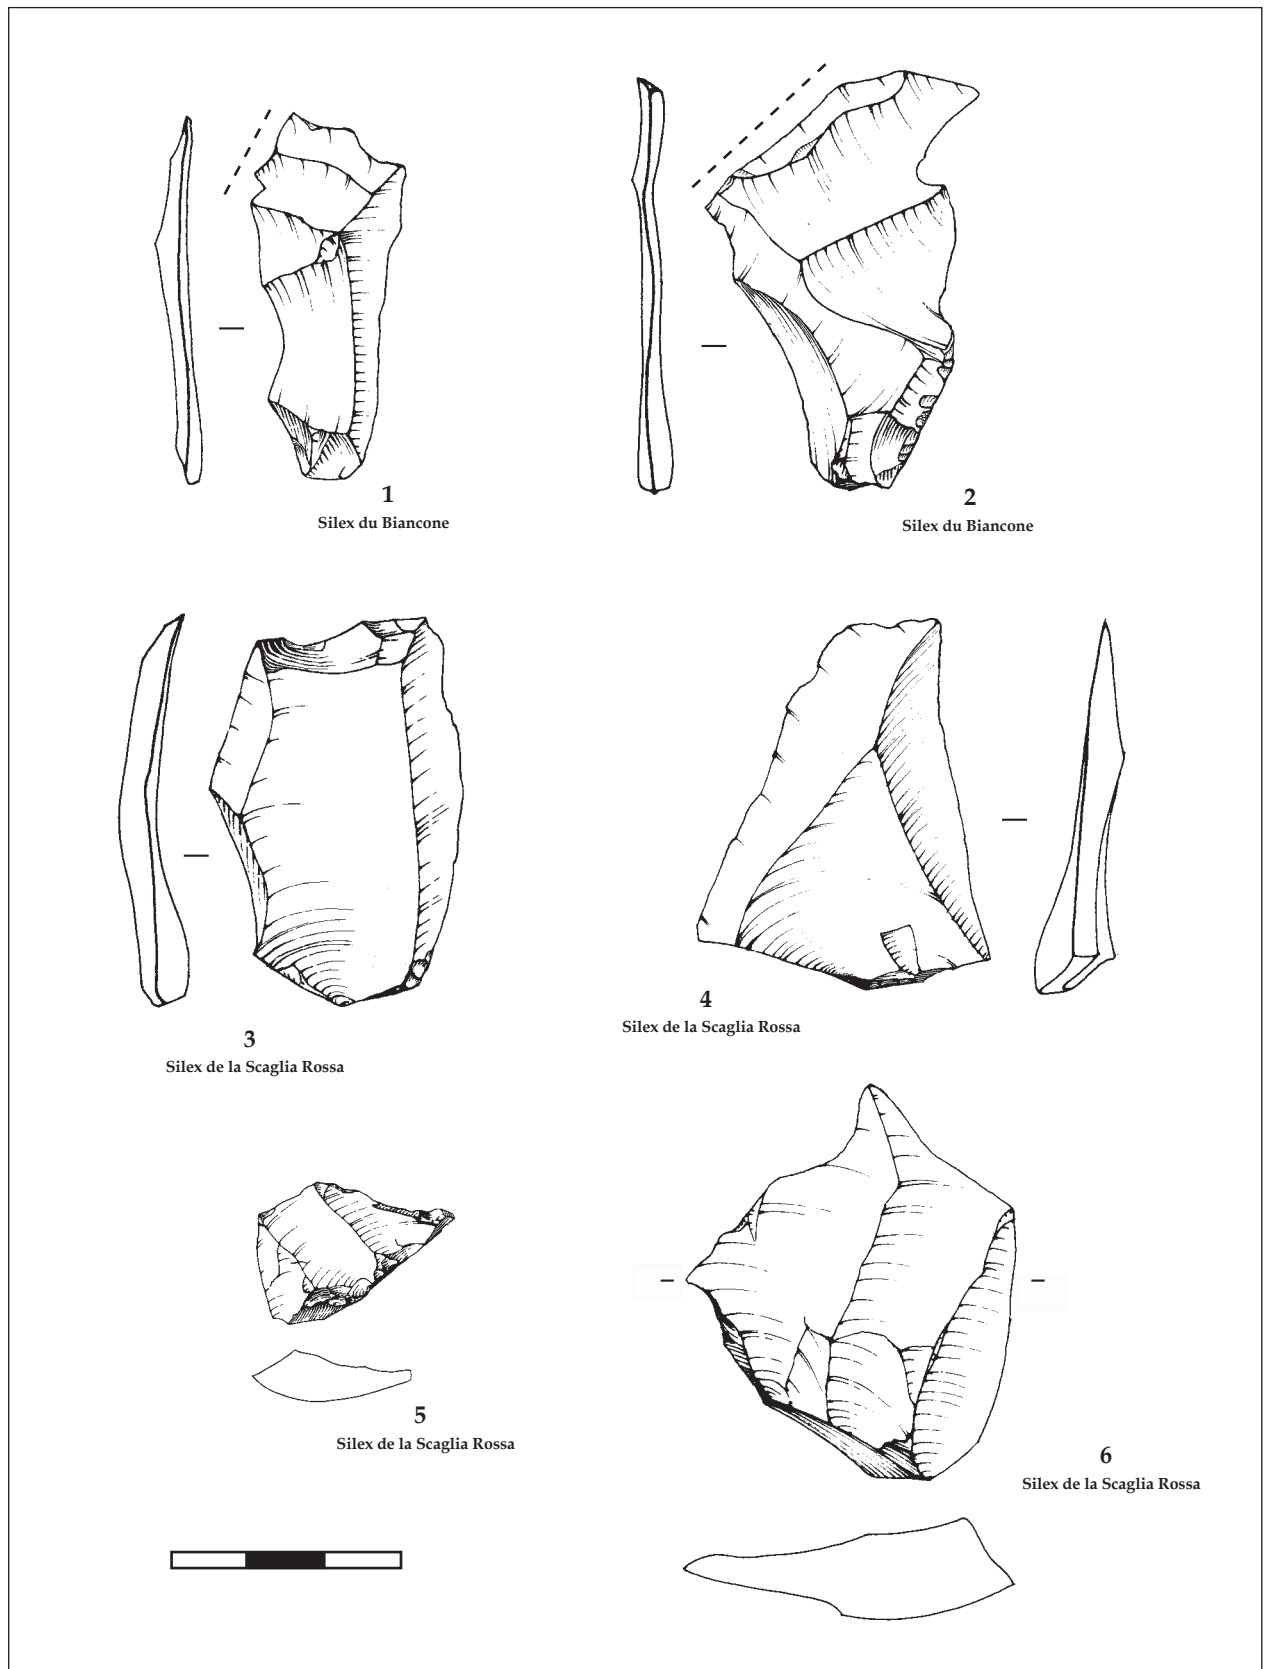 1
Silex du Biancone
2
Silex du Biancone
3
Silex de la Scaglia Rossa
4
Silex de la Scaglia Rossa
5
Silex de la Scaglia Rossa
6
Silex de la Scaglia Rossa